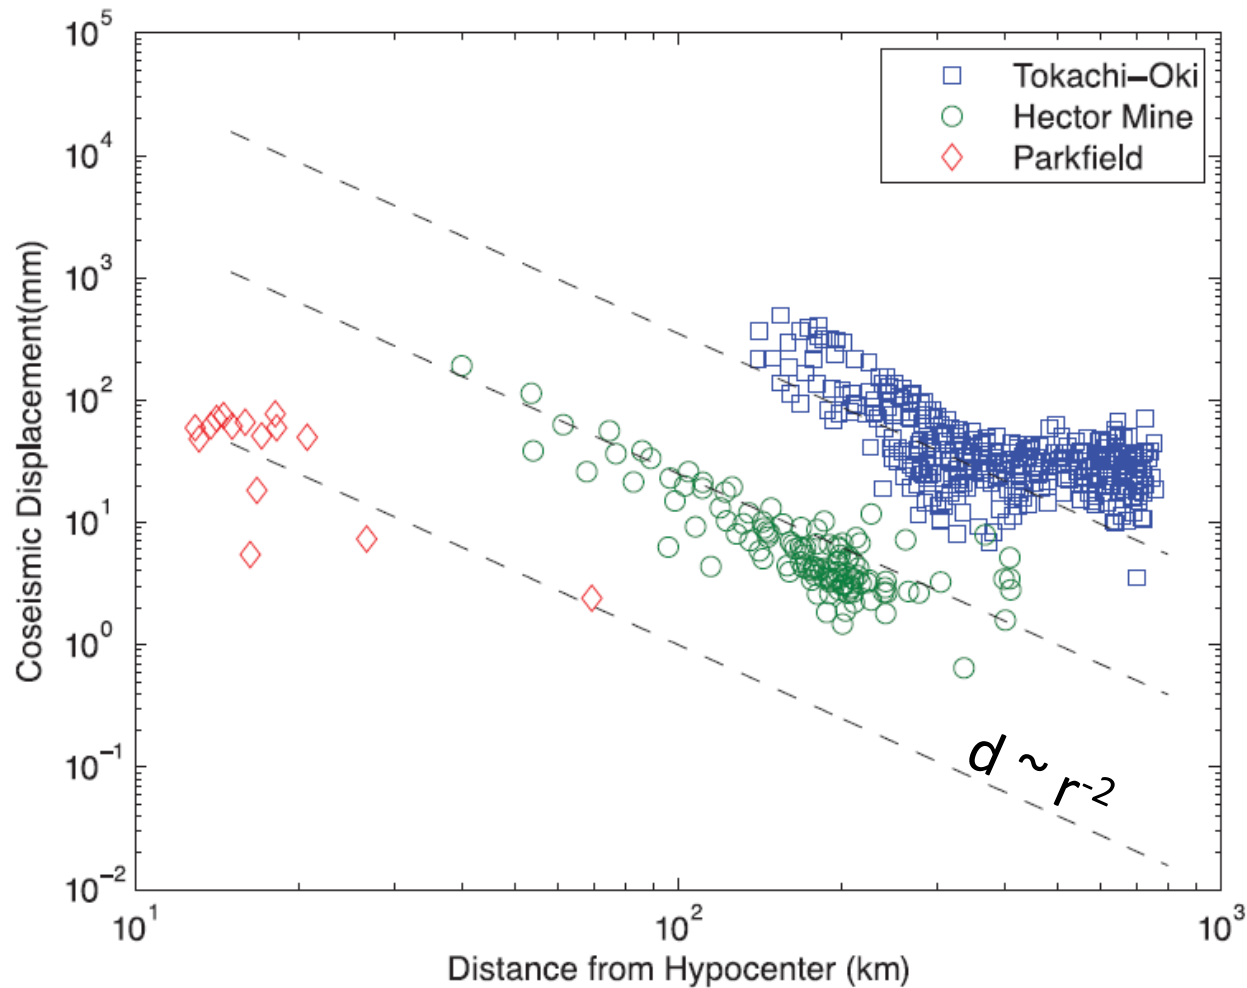 10^5
10^4
10^3
10^2
10^1
10^0
10^-1
10^-2
Coseismic Displacement(mm)
Tokachi-Oki
Hector Mine
Parkfield
d ~ r^-2
10^1
10^2
10^3
Distance from Hypocenter (km)